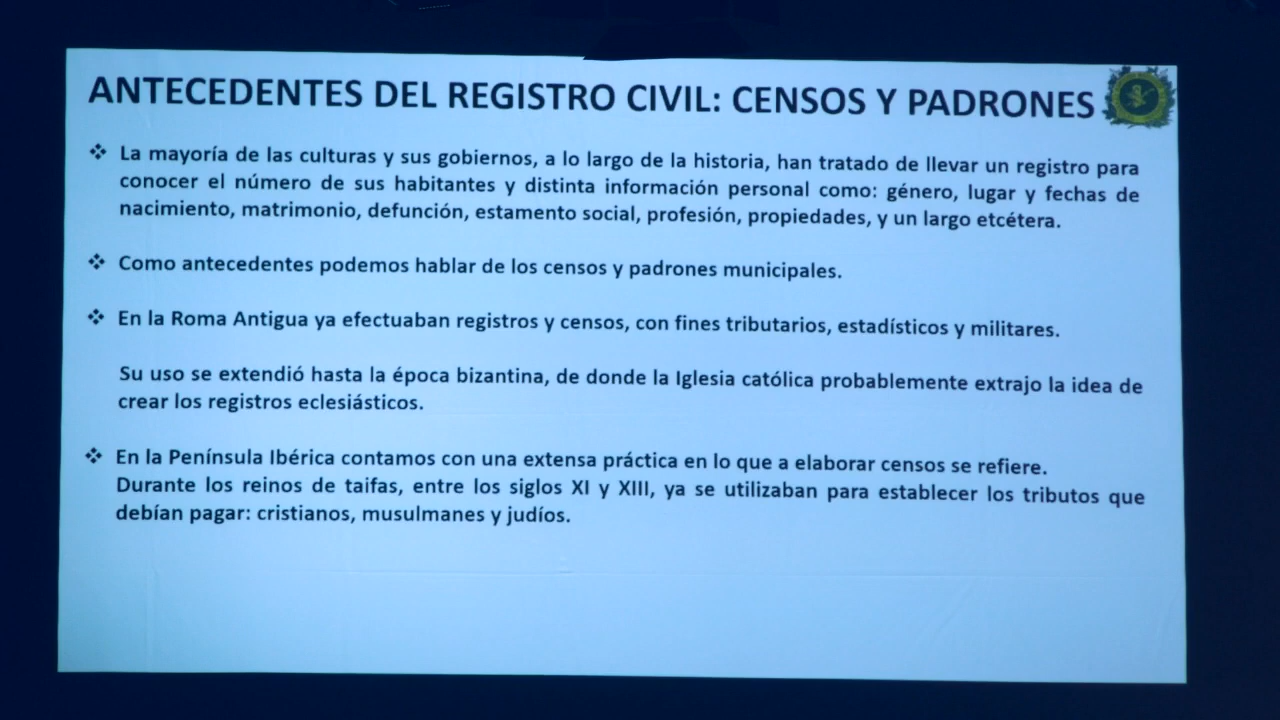 ANTECEDENTES DEL REGISTRO CIVIL: CENSOS Y PADRONES
❖ La mayoría de las culturas y sus gobiernos, a lo largo de la historia, han tratado de llevar un registro para
conocer el número de sus habitantes y distinta información personal como: género, lugar y fechas de
nacimiento, matrimonio, defunción, estamento social, profesión, propiedades, y un largo etcétera.
❖ Como antecedentes podemos hablar de los censos y padrones municipales.
❖ En la Roma Antigua ya efectuaban registros y censos, con fines tributarios, estadísticos y militares.
Su uso se extendió hasta la época bizantina, de donde la Iglesia católica probablemente extrajo la idea de
crear los registros eclesiásticos.
❖ En la Península Ibérica contamos con una extensa práctica en lo que a elaborar censos se refiere.
Durante los reinos de taifas, entre los siglos XI y XIII, ya se utilizaban para establecer los tributos que
debían pagar: cristianos, musulmanes y judíos.